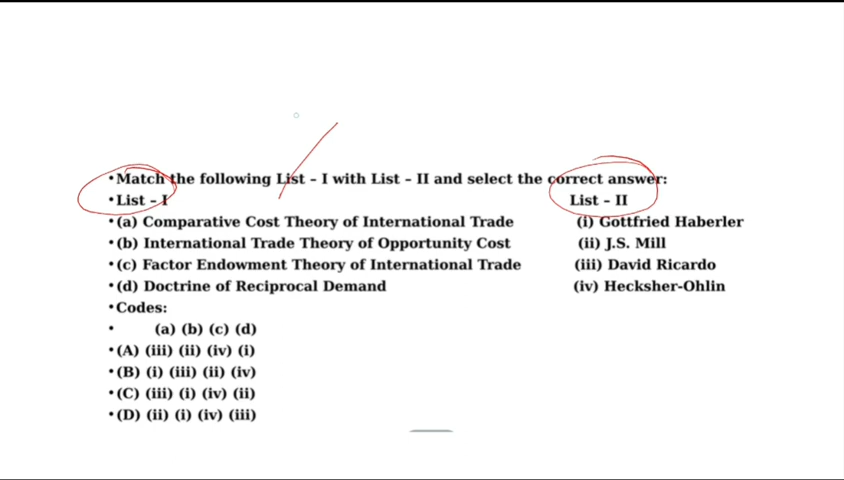 •Match the following List – I with List – II and select the correct answer:
•List – I List – II
•(a) Comparative Cost Theory of International Trade (i) Gottfried Haberler
•(b) International Trade Theory of Opportunity Cost (ii) J.S. Mill
•(c) Factor Endowment Theory of International Trade (iii) David Ricardo
•(d) Doctrine of Reciprocal Demand (iv) Hecksher-Ohlin
•Codes:
• (a) (b) (c) (d)
•(A) (iii) (ii) (iv) (i)
•(B) (i) (iii) (ii) (iv)
•(C) (iii) (i) (iv) (ii)
•(D) (ii) (i) (iv) (iii)